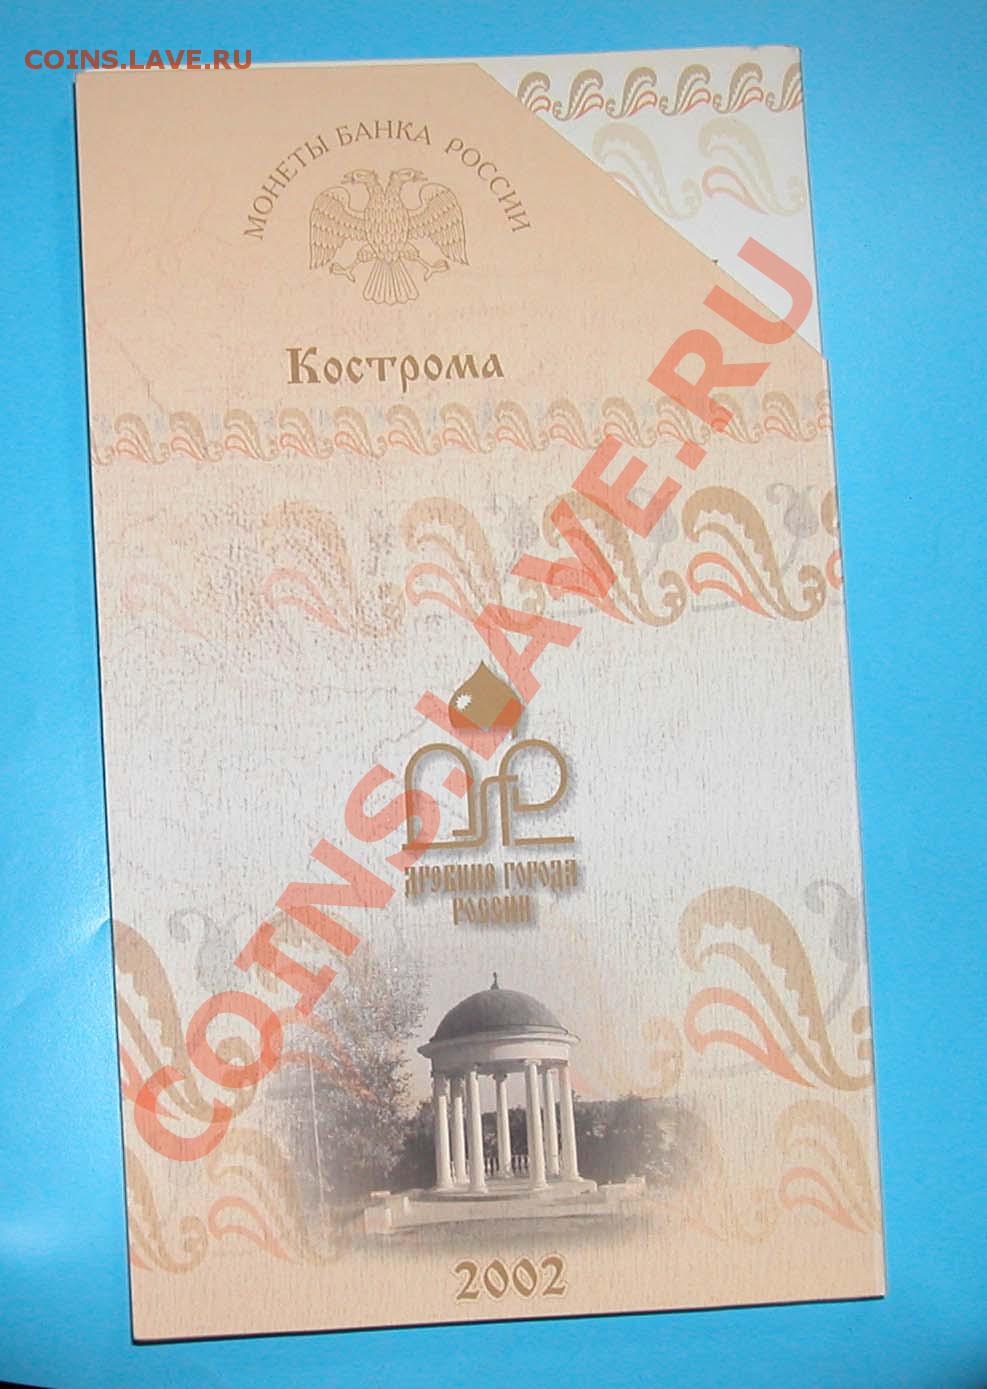 COINS.LAVE.RU
МОНЕТЫ БАНКА РОССИИ
Кострома
COINS.LAVE.RU
ДРЕВНИЕ ГОРОДА
РОССИИ
2002